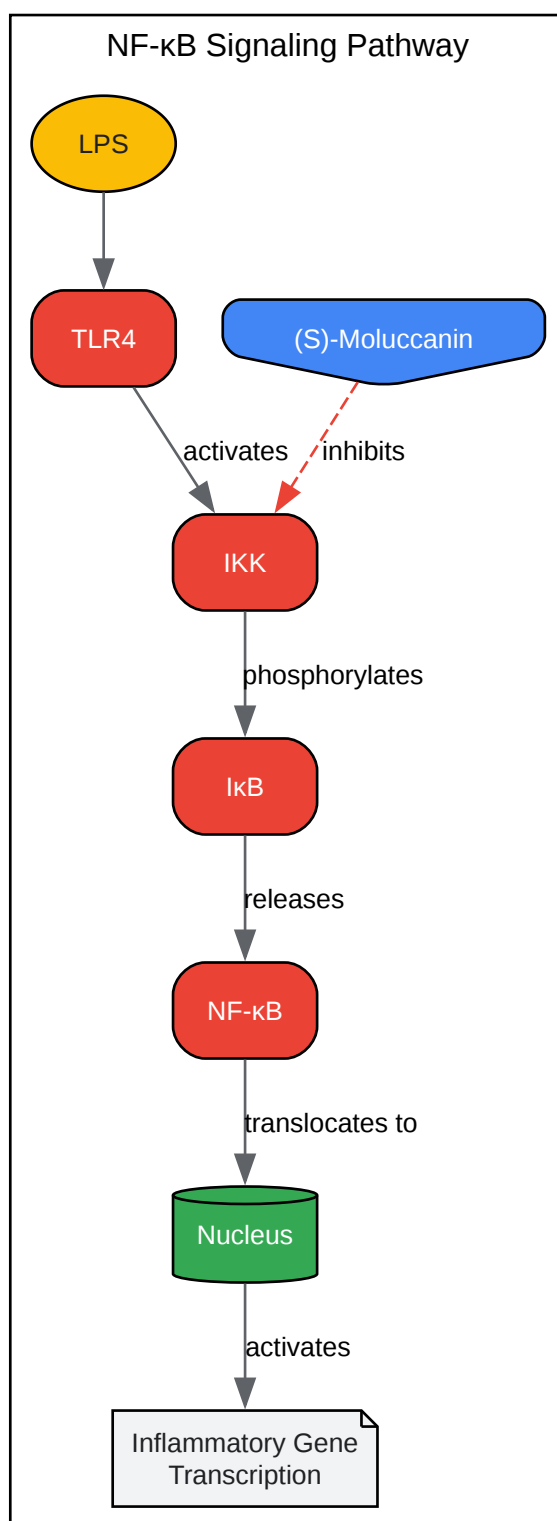 NF-κB Signaling Pathway
LPS
TLR4
(S)-Moluccanin
activates
inhibits
IKK
phosphorylates
IκB
releases
NF-κB
translocates to
Nucleus
activates
Inflammatory Gene
Transcription